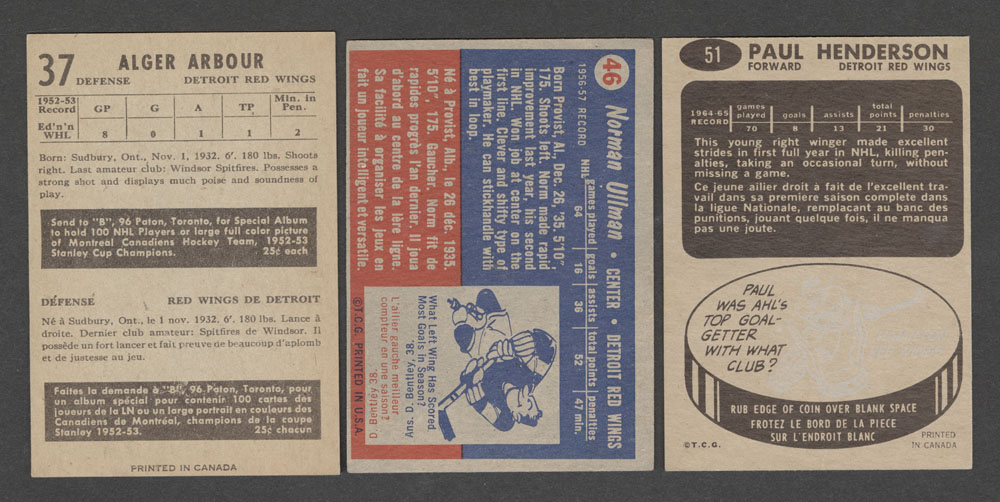 37 ALGER ARBOUR
DEFENSE DETROIT RED WINGS
1952-53 Record GP G A TP Min. in Pen.
Ed'n'n WHL 8 0 1 1 2
Born: Sudbury, Ont., Nov. 1, 1932. 6'. 180 lbs. Shoots
right. Last amateur club: Windsor Spitfires. Possesses a
strong shot and displays much poise and soundness of
play.
Send to "B", 96 Paton, Toronto, for Special Album
to hold 100 NHL Players or large full color picture
of Montreal Canadiens Hockey Team, 1952-53
Stanley Cup Champions. 25¢ each
DÉFENSE RED WINGS DE DETROIT
Né à Sudbury, Ont., le 1 nov. 1932. 6'. 180 lbs. Lance à
droite. Dernier club amateur: Spitfires de Windsor. Il
possède un fort lancer et fait preuve de beaucoup d'aplomb
et de justesse au jeu.
Faites la demande à "B", 96 Paton, Toronto, pour
un album spécial pour contenir 100 cartes des
joueurs de la LN ou un large portrait en couleurs des
Canadiens de Montréal, champions de la coupe
Stanley 1952-53. 25¢ chacun
PRINTED IN CANADA
46 Norman Ullman • CENTER • DETROIT RED WINGS
1956-57 RECORD NHL games played goals assists total points penalties
64 16 36 52 47 min.
Born Provist, Al., Dec. 26, '35. 5'10",
175. Shoots left. Norm made rapid
improvement last year, his second
in NHL. Won job at center on the
first line. Clever and shifty type of
playmaker. He can stickhandle with
best in loop.
Né à Provist, Alb., le 26 déc. 1935.
5'10", 175. Gaucher. Norm fit de
rapides progrès l'an dernier. Il joua
d'abord au centre de la lère ligne.
Sa facilité à organiser les jeux en
fait un joueur intelligent et versatile.
What Left Wing Has Scored
Most Goals in Season?
Ans. D. Bentley, 38.
L'ailier gauche meilleur
compteur en une saison?
D. Bentley, 38
©T.C.G. PRINTED IN U.S.A.
51 PAUL HENDERSON
FORWARD DETROIT RED WINGS
1964-65 RECORD games played goals assists total points penalties
70 8 13 21 30
This young right winger made excellent
strides in first full year in NHL, killing pen-
alties, taking an occasional turn, without
missing a game.
Ce jeune ailier droit à fait de l'excellent tra-
vail dans sa premiere saison complete dans
la ligue Nationale, remplaçant au banc des
punitions, jouant quelque fois, il ne manqua
pas une joute.
PAUL
WAS AHL'S
TOP GOAL-
GETTER
WITH WHAT
CLUB?
RUB EDGE OF COIN OVER BLANK SPACE
FROTEZ LE BORD DE LA PIECE
SUR L'ENDROIT BLANC
©T.C.G. PRINTED IN CANADA